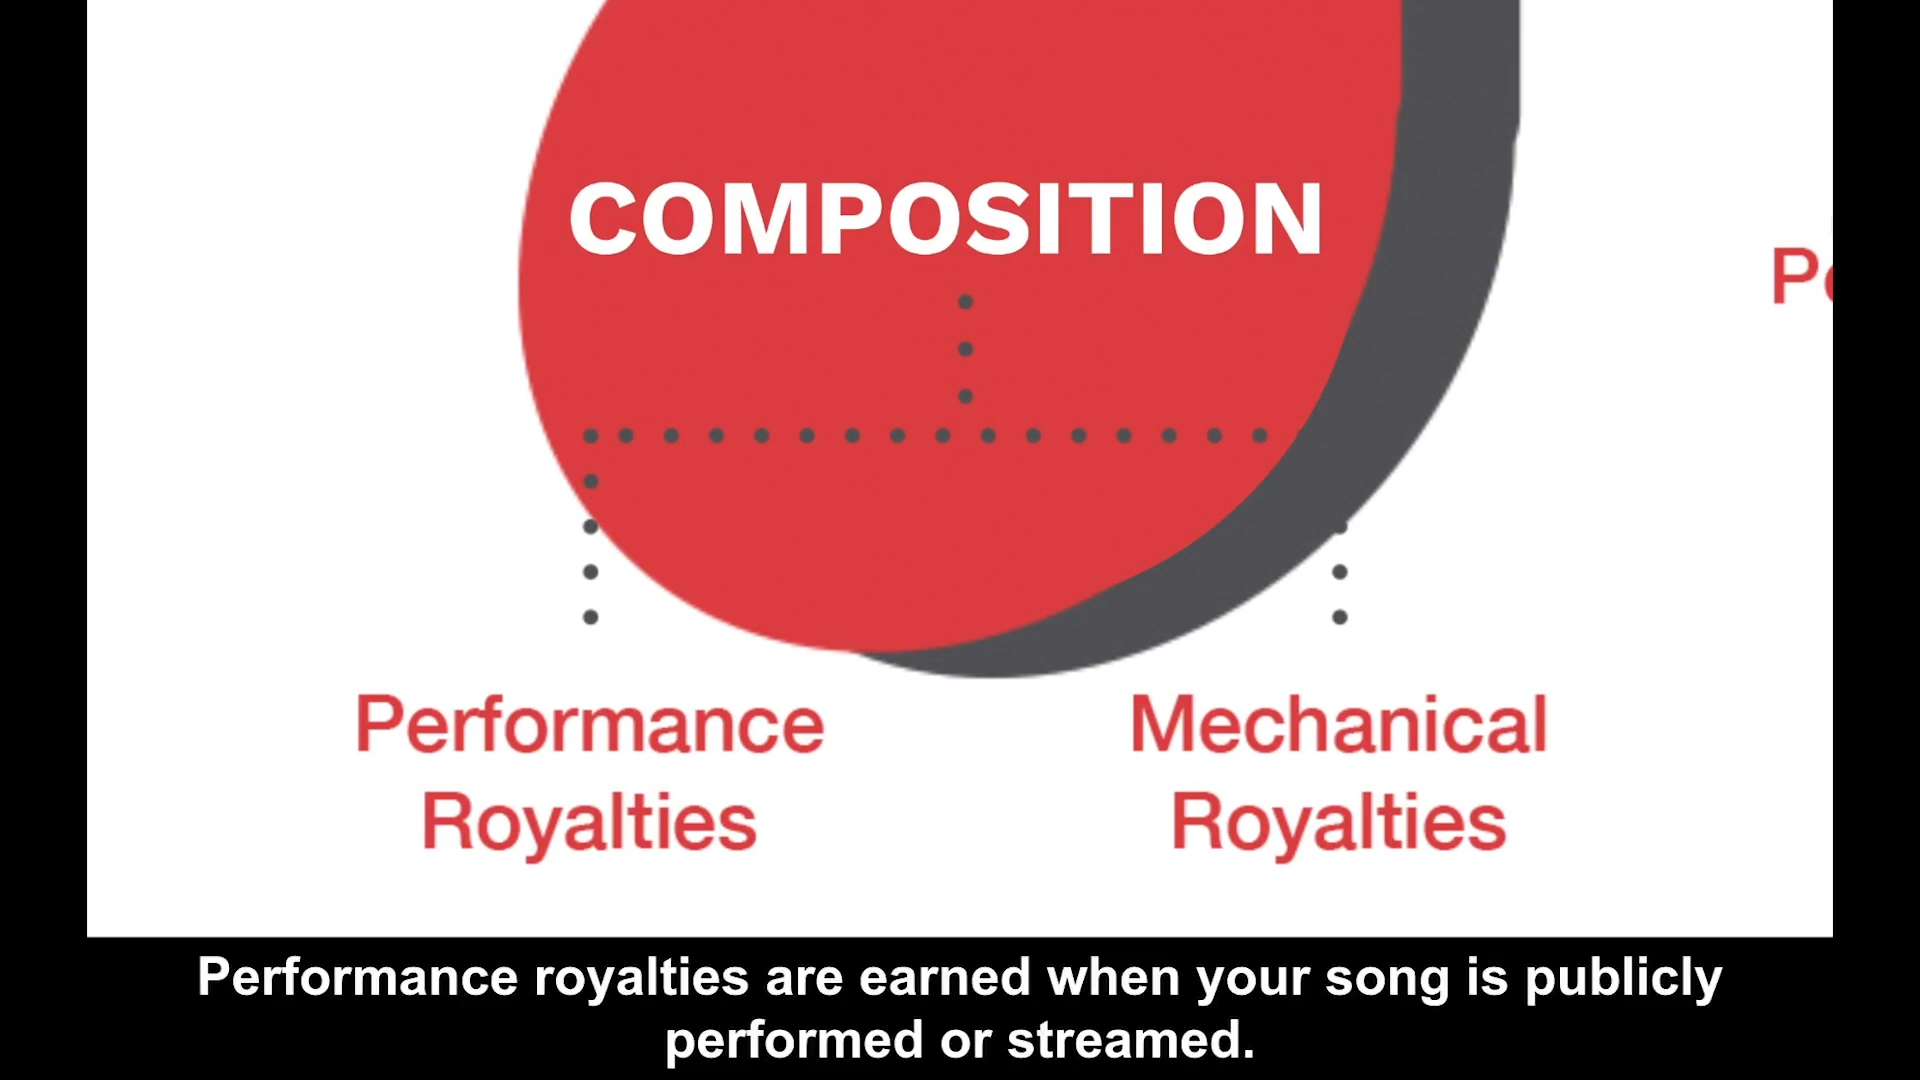 COMPOSITION
Performance
Royalties
Mechanical
Royalties
Performance royalties are earned when your song is publicly
performed or streamed.